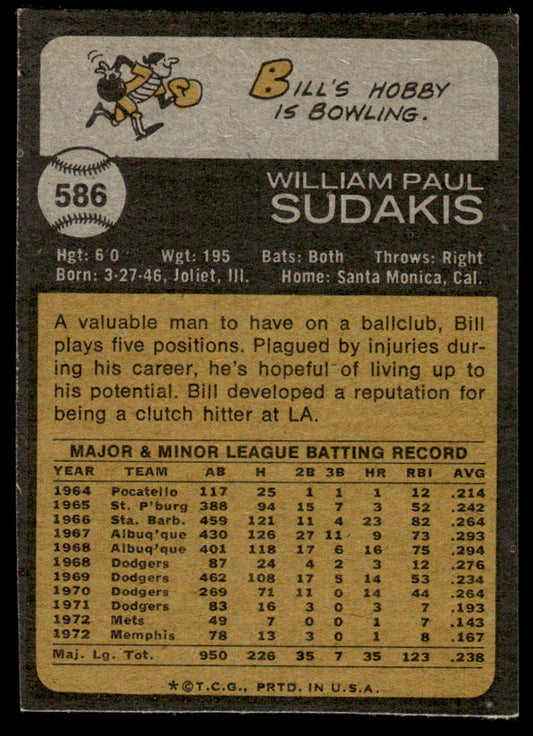 BILL'S HOBBY
IS BOWLING.
586
WILLIAM PAUL
SUDAKIS
Hgt: 6'0 Wgt: 195 Bats: Both Throws: Right
Born: 3-27-46, Joliet, Ill. Home: Santa Monica, Cal.
A valuable man to have on a ballclub, Bill
plays five positions. Plagued by injuries dur-
ing his career, he's hopeful of living up to
his potential. Bill developed a reputation for
being a clutch hitter at LA.
MAJOR & MINOR LEAGUE BATTING RECORD
YEAR TEAM AB H 2B 3B HR RBI AVG
1964 Pocatello 117 25 1 1 1 12 .214
1965 St. P'burg 388 94 15 7 3 52 .242
1966 Sta. Barb. 459 121 11 4 23 82 .264
1967 Albuq'que 430 126 27 11 9 73 .293
1968 Albuq'que 401 118 17 6 16 75 .294
1968 Dodgers 87 24 4 2 3 12 .276
1969 Dodgers 462 108 17 5 14 53 .234
1970 Dodgers 269 71 11 0 14 44 .264
1971 Dodgers 83 16 3 0 3 7 .193
1972 Mets 49 7 0 0 1 7 .143
1972 Memphis 78 13 3 0 1 8 .167
Maj. Lg. Tot. 950 226 35 7 35 123 .238
*©T.C.G., PRTD. IN U.S.A.